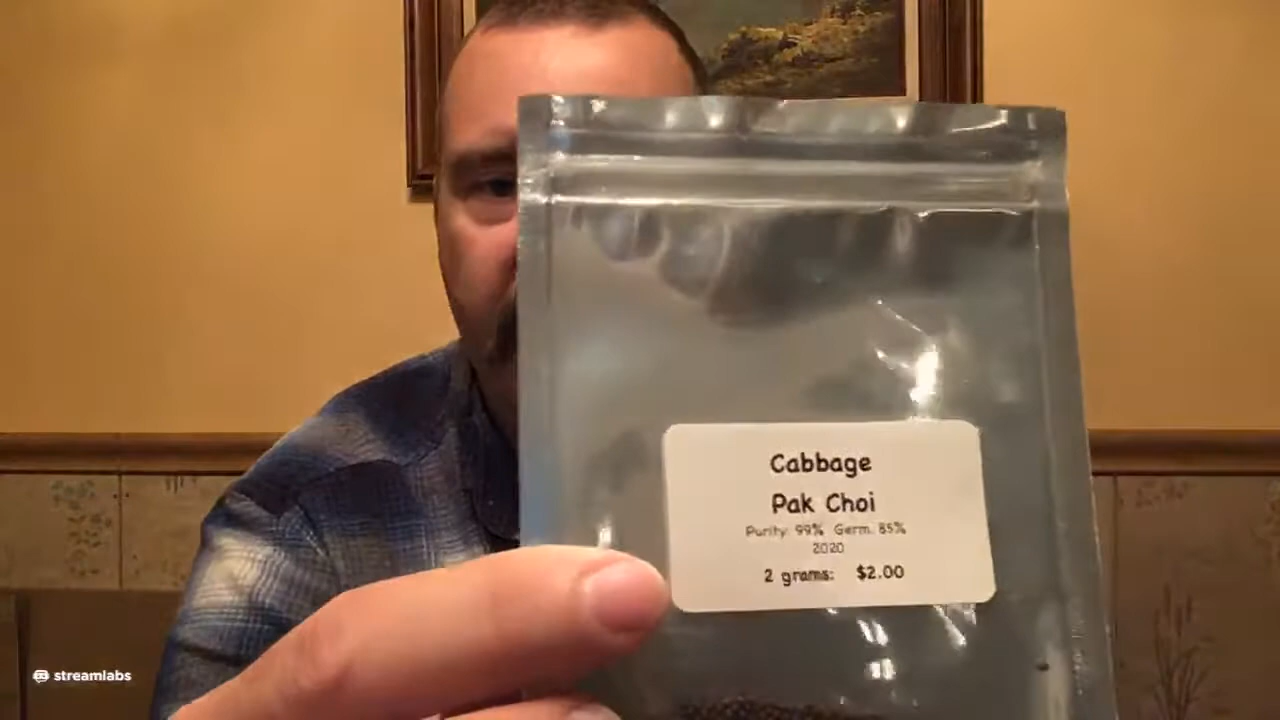 Cabbage
Pak Choi
Purity: 99% Germ. 85%
2020
2 grams: $2.00
streamlabs